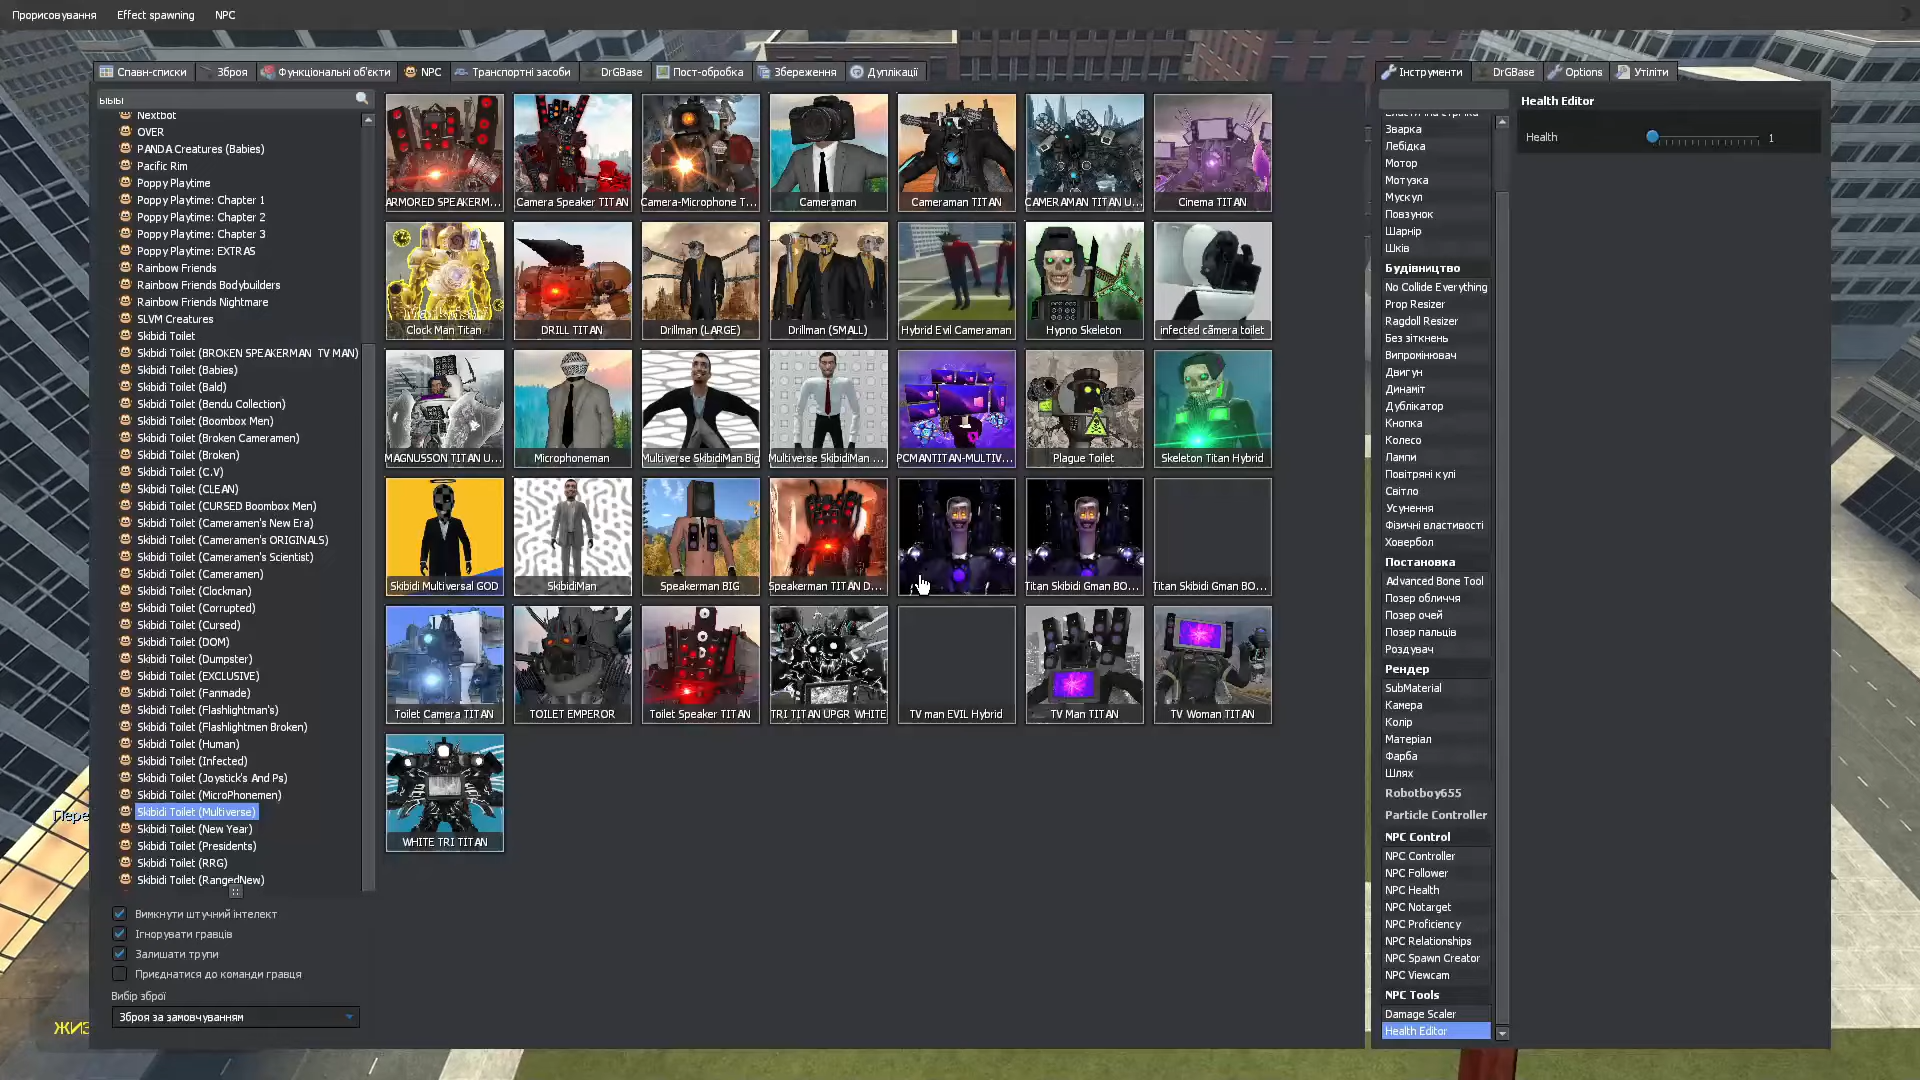 Прорисовування Effect spawning NPC
Спавн-списки Зброя Функціональні об'єкти NPC Транспортні засоби DrGBase Пост-обробка Збереження Дуплікації
ыыы
Nextbot
OVER
PANDA Creatures (Babies)
Pacific Rim
Poppy Playtime
Poppy Playtime: Chapter 1
Poppy Playtime: Chapter 2
Poppy Playtime: Chapter 3
Poppy Playtime: EXTRAS
Rainbow Friends
Rainbow Friends Bodybuilders
Rainbow Friends Nightmare
SLVM Creatures
Skibidi Toilet
Skibidi Toilet (BROKEN SPEAKERMAN TV MAN)
Skibidi Toilet (Babies)
Skibidi Toilet (Bald)
Skibidi Toilet (Bendu Collection)
Skibidi Toilet (Boombox Men)
Skibidi Toilet (Broken Cameramen)
Skibidi Toilet (Broken)
Skibidi Toilet (C.V)
Skibidi Toilet (CLEAN)
Skibidi Toilet (CURSED Boombox Men)
Skibidi Toilet (Cameramen's New Era)
Skibidi Toilet (Cameramen's ORIGINALS)
Skibidi Toilet (Cameramen's Scientist)
Skibidi Toilet (Cameramen)
Skibidi Toilet (Clockman)
Skibidi Toilet (Corrupted)
Skibidi Toilet (Cursed)
Skibidi Toilet (DOM)
Skibidi Toilet (Dumpster)
Skibidi Toilet (EXCLUSIVE)
Skibidi Toilet (Fanmade)
Skibidi Toilet (Flashlightman's)
Skibidi Toilet (Flashlightmen Broken)
Skibidi Toilet (Human)
Skibidi Toilet (Infected)
Skibidi Toilet (Joystick's And Ps)
Skibidi Toilet (MicroPhonemen)
Skibidi Toilet (Multiverse)
Skibidi Toilet (New Year)
Skibidi Toilet (Presidents)
Skibidi Toilet (RRG)
Skibidi Toilet (RangedNew)
Вимкнути штучний інтелект
Ігнорувати гравців
Залишати трупи
Приєднатися до команди гравця
Вибір зброї
Зброя за замовчуванням
Пере
ЖИЗ
ARMORED SPEAKERM... Camera Speaker TITAN Camera-Microphone T... Cameraman Cameraman TITAN CAMERAMAN TITAN U... Cinema TITAN
Clock Man Titan DRILL TITAN Drillman (LARGE) Drillman (SMALL) Hybrid Evil Cameraman Hypno Skeleton infected cãmera toilet
MAGNUSSON TITAN U... Microphoneman Multiverse SkibidiMan Big Multiverse SkibidiMan ... PCMANTITAN-MULTIV... Plague Toilet Skeleton Titan Hybrid
Skibidi Multiversal GOD SkibidiMan Speakerman BIG Speakerman TITAN D... Titan Skibidi Gman BO... Titan Skibidi Gman BO...
Toilet Camera TITAN TOILET EMPEROR Toilet Speaker TITAN TRI TITAN UPGR WHITE TV man EVIL Hybrid TV Man TITAN TV Woman TITAN
WHITE TRI TITAN
Інструменти DrGBase Options Утіліти
Зварка
Лебідка
Мотор
Мотузка
Мускул
Повзунок
Шарнір
Шків
Будівництво
No Collide Everything
Prop Resizer
Ragdoll Resizer
Без зіткнень
Випромінювач
Двигун
Динаміт
Дублікатор
Кнопка
Колесо
Лампи
Повітряні кулі
Світло
Усунення
Фізичні властивості
Ховербол
Постановка
Advanced Bone Tool
Позер обличчя
Позер очей
Позер пальців
Роздувач
Рендер
SubMaterial
Камера
Колір
Матеріал
Фарба
Шлях
Robotboy655
Particle Controller
NPC Control
NPC Controller
NPC Follower
NPC Health
NPC Notarget
NPC Proficiency
NPC Relationships
NPC Spawn Creator
NPC Viewcam
NPC Tools
Damage Scaler
Health Editor
Health Editor
Health 1